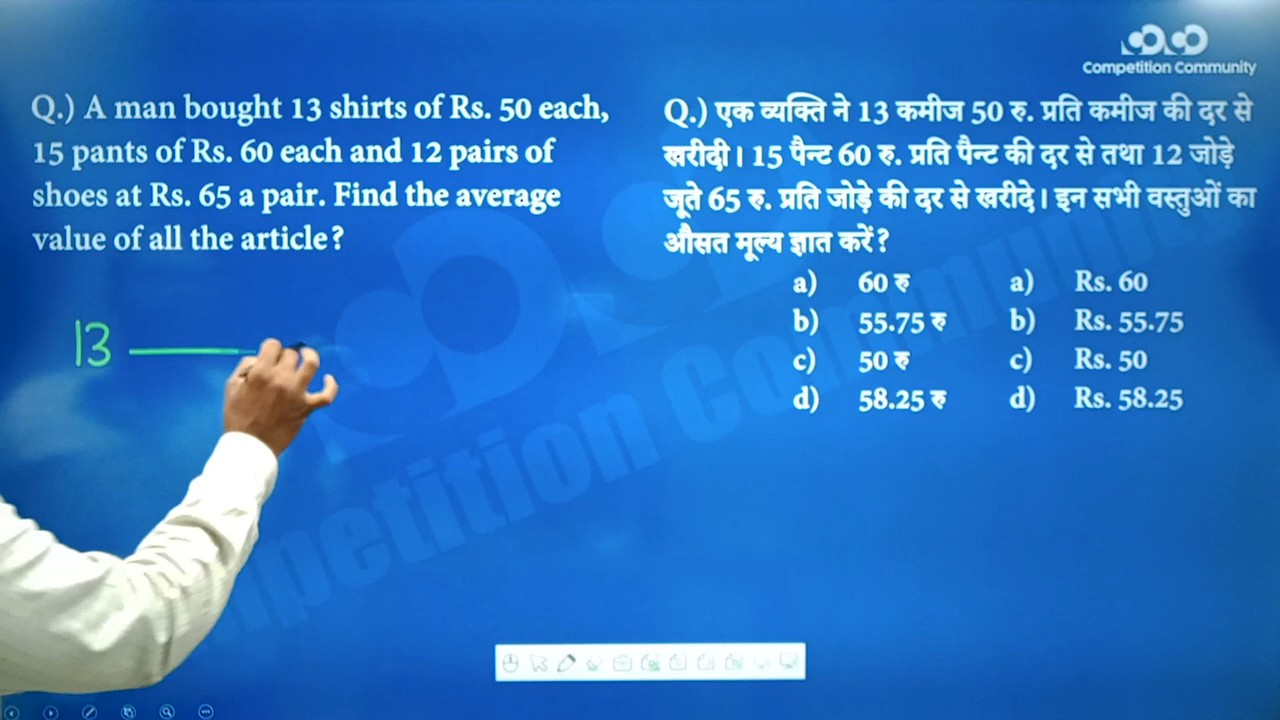 Competition Community
Q.) A man bought 13 shirts of Rs. 50 each,
15 pants of Rs. 60 each and 12 pairs of
shoes at Rs. 65 a pair. Find the average
value of all the article?
Q.) एक व्यक्ति ने 13 कमीज 50 रु. प्रति कमीज की दर से
खरीदी। 15 पैन्ट 60 रु. प्रति पैन्ट की दर से तथा 12 जोड़े
जूते 65 रु. प्रति जोड़े की दर से खरीदे। इन सभी वस्तुओं का
औसत मूल्य ज्ञात करें?
a) 60 रु a) Rs. 60
b) 55.75 रु b) Rs. 55.75
c) 50 रु c) Rs. 50
d) 58.25 रु d) Rs. 58.25
13
mpetition Community